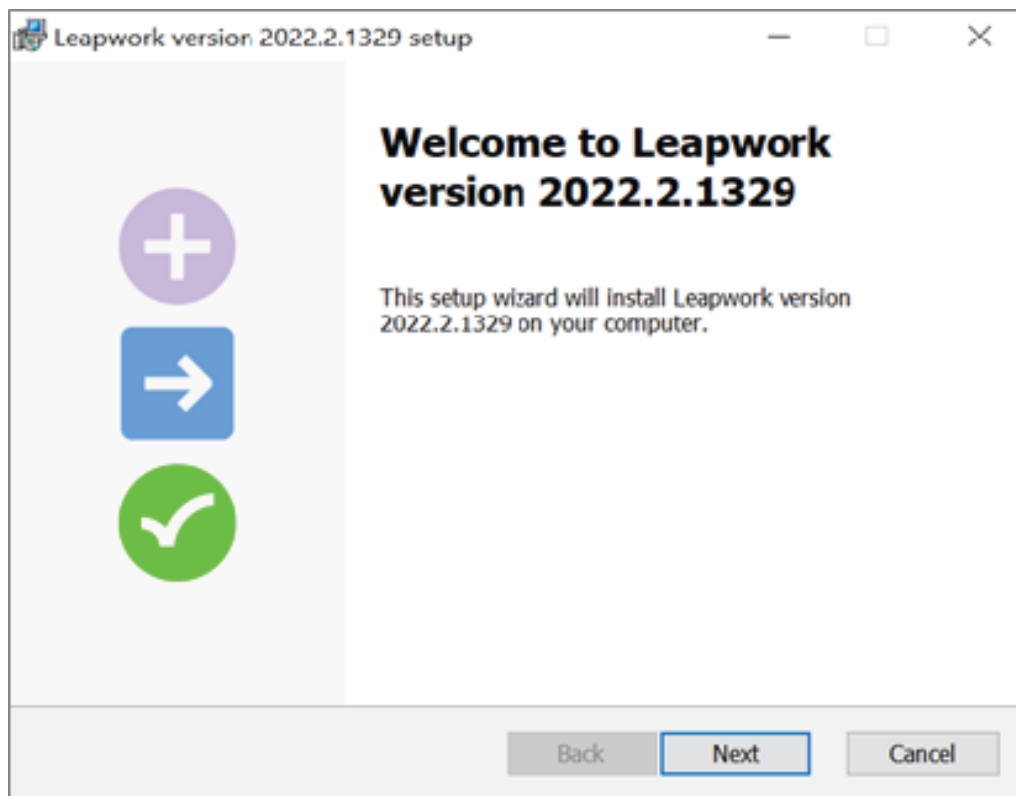 Leapwork version 2022.2.1329 setup
Welcome to Leapwork
version 2022.2.1329
This setup wizard will install Leapwork version
2022.2.1329 on your computer.
Back
Next
Cancel